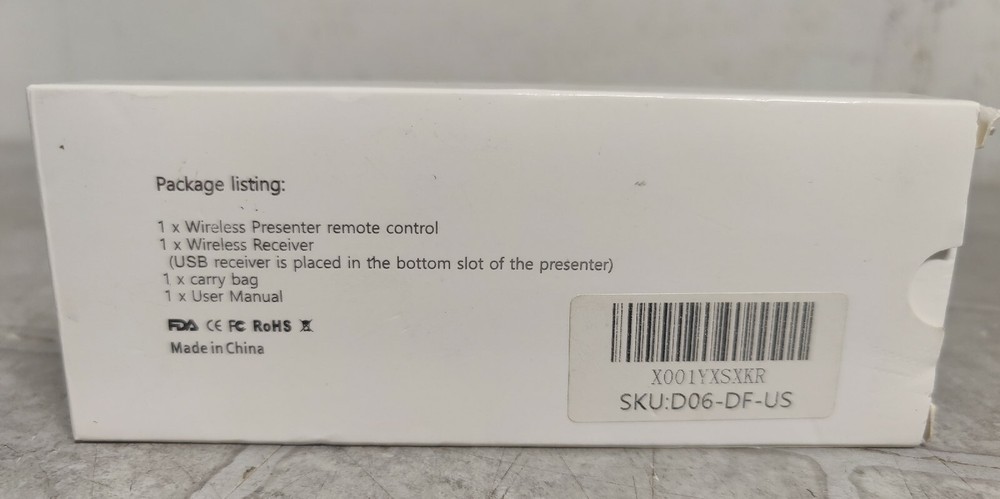 Package listing:
1 x Wireless Presenter remote control
1 x Wireless Receiver
(USB receiver is placed in the bottom slot of the presenter)
1 x carry bag
1 x User Manual
FDA CE FC RoHS
Made in China
X001YXSXKR
SKU:D06-DF-US